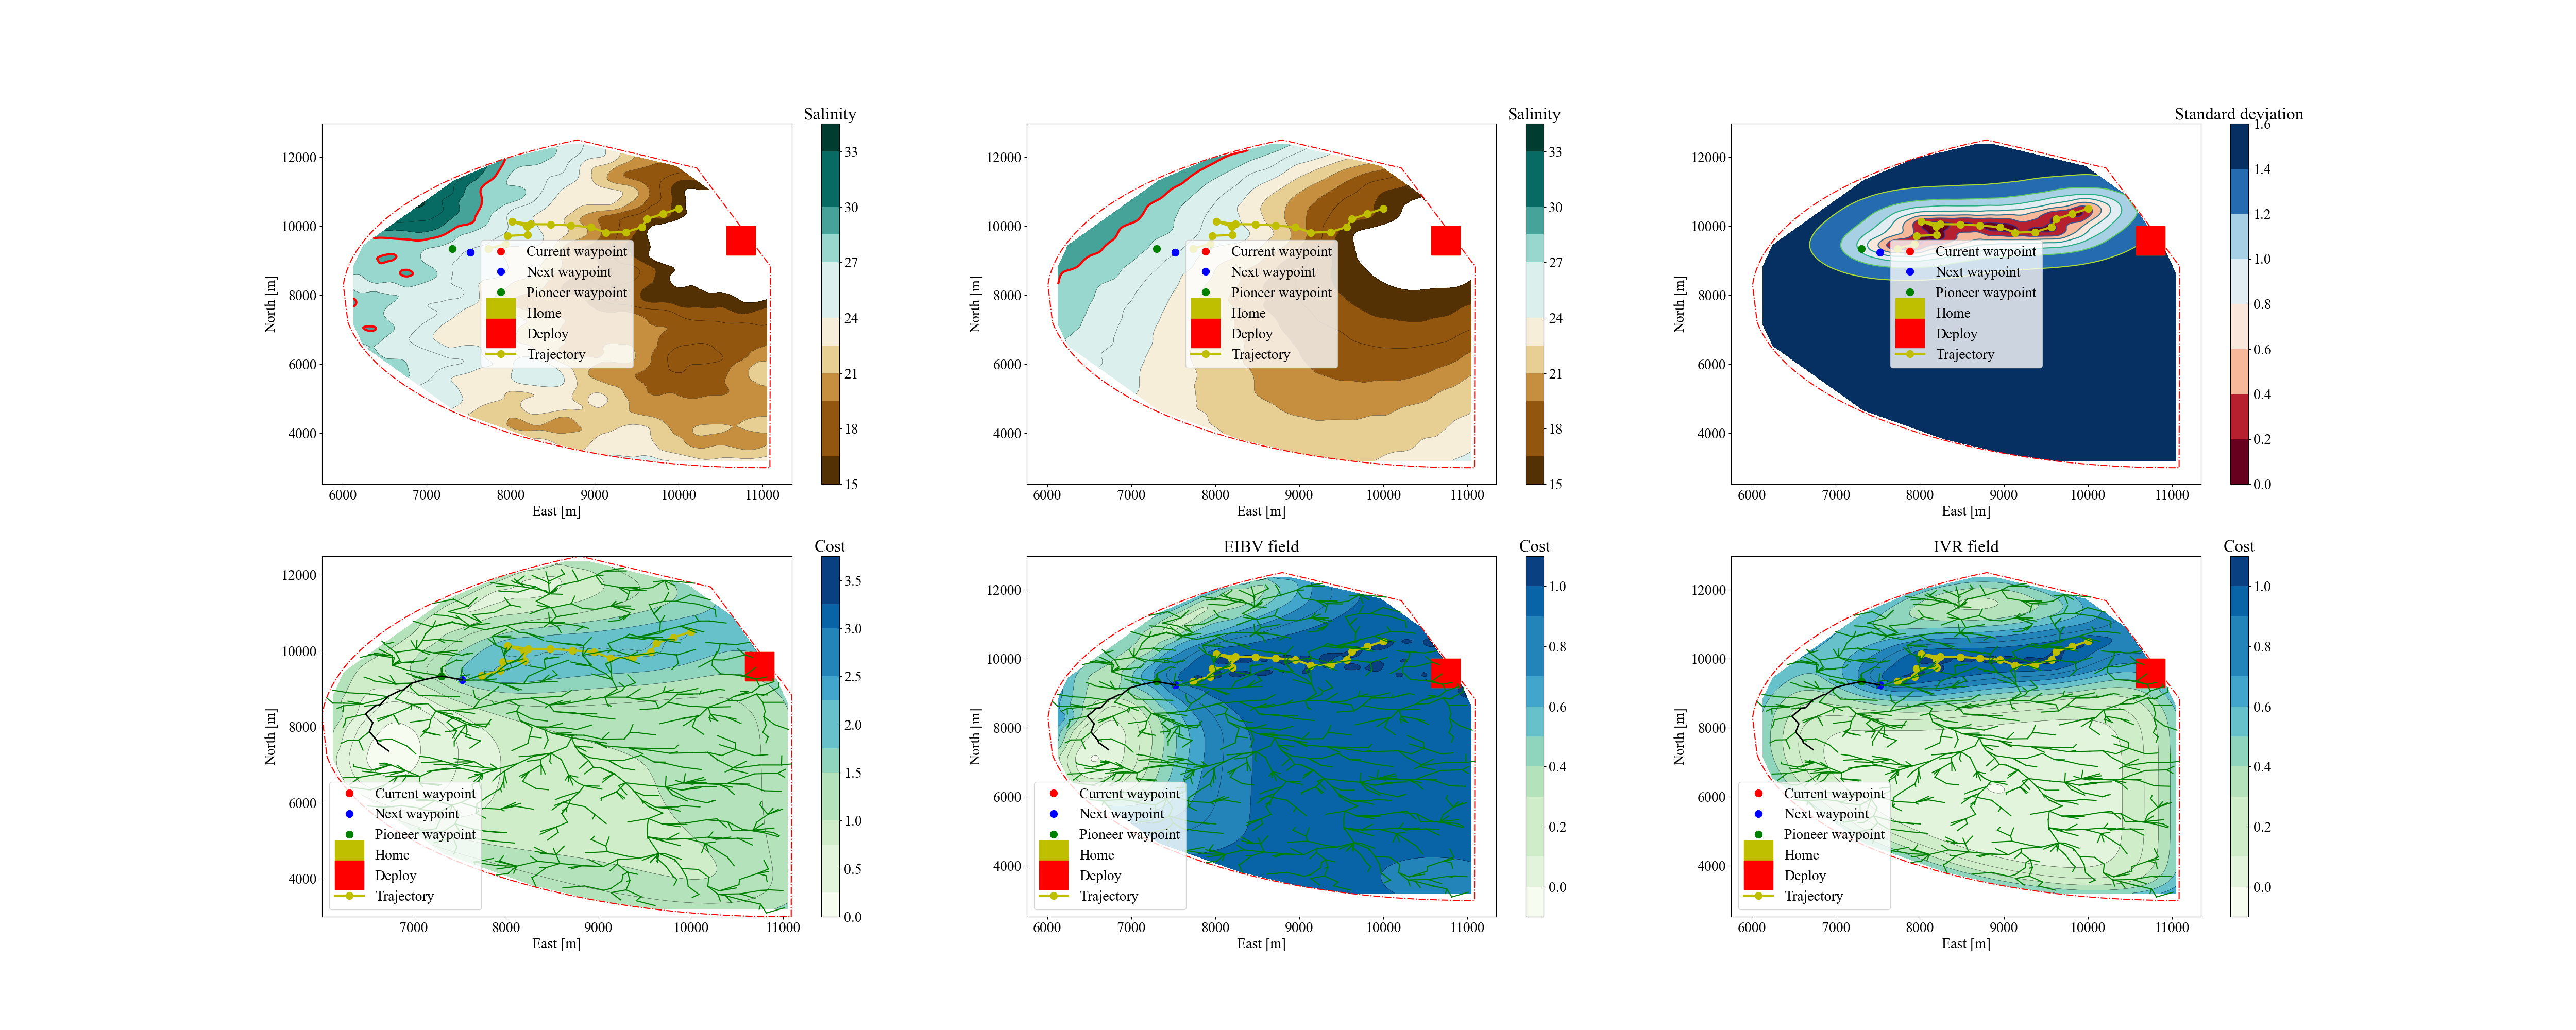 Salinity
12000
10000
8000
6000
4000
North [m]
6000 7000 8000 9000 10000 11000
East [m]
33
30
27
24
21
18
15
Current waypoint
Next waypoint
Pioneer waypoint
Home
Deploy
Trajectory
Salinity
12000
10000
8000
6000
4000
North [m]
6000 7000 8000 9000 10000 11000
East [m]
33
30
27
24
21
18
15
Current waypoint
Next waypoint
Pioneer waypoint
Home
Deploy
Trajectory
Standard deviation
12000
10000
8000
6000
4000
North [m]
6000 7000 8000 9000 10000 11000
East [m]
1.6
1.4
1.2
1.0
0.8
0.6
0.4
0.2
0.0
Current waypoint
Next waypoint
Pioneer waypoint
Home
Deploy
Trajectory
Cost
12000
10000
8000
6000
4000
North [m]
7000 8000 9000 10000 11000
East [m]
3.5
3.0
2.5
2.0
1.5
1.0
0.5
0.0
Current waypoint
Next waypoint
Pioneer waypoint
Home
Deploy
Trajectory
EIBV field
Cost
12000
10000
8000
6000
4000
North [m]
6000 7000 8000 9000 10000 11000
East [m]
1.0
0.8
0.6
0.4
0.2
0.0
Current waypoint
Next waypoint
Pioneer waypoint
Home
Deploy
Trajectory
IVR field
Cost
12000
10000
8000
6000
4000
North [m]
6000 7000 8000 9000 10000 11000
East [m]
1.0
0.8
0.6
0.4
0.2
0.0
Current waypoint
Next waypoint
Pioneer waypoint
Home
Deploy
Trajectory